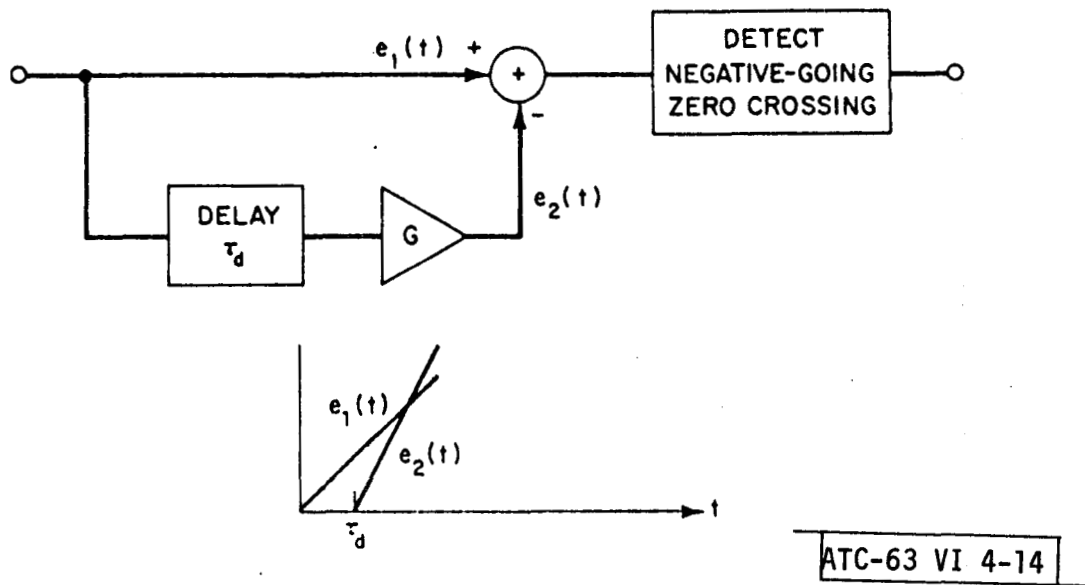 e₁(t)
+
+
-
DETECT
NEGATIVE-GOING
ZERO CROSSING
DELAY
τd
G
e₂(t)
e₁(t)
e₂(t)
τd
t
ATC-63 VI 4-14